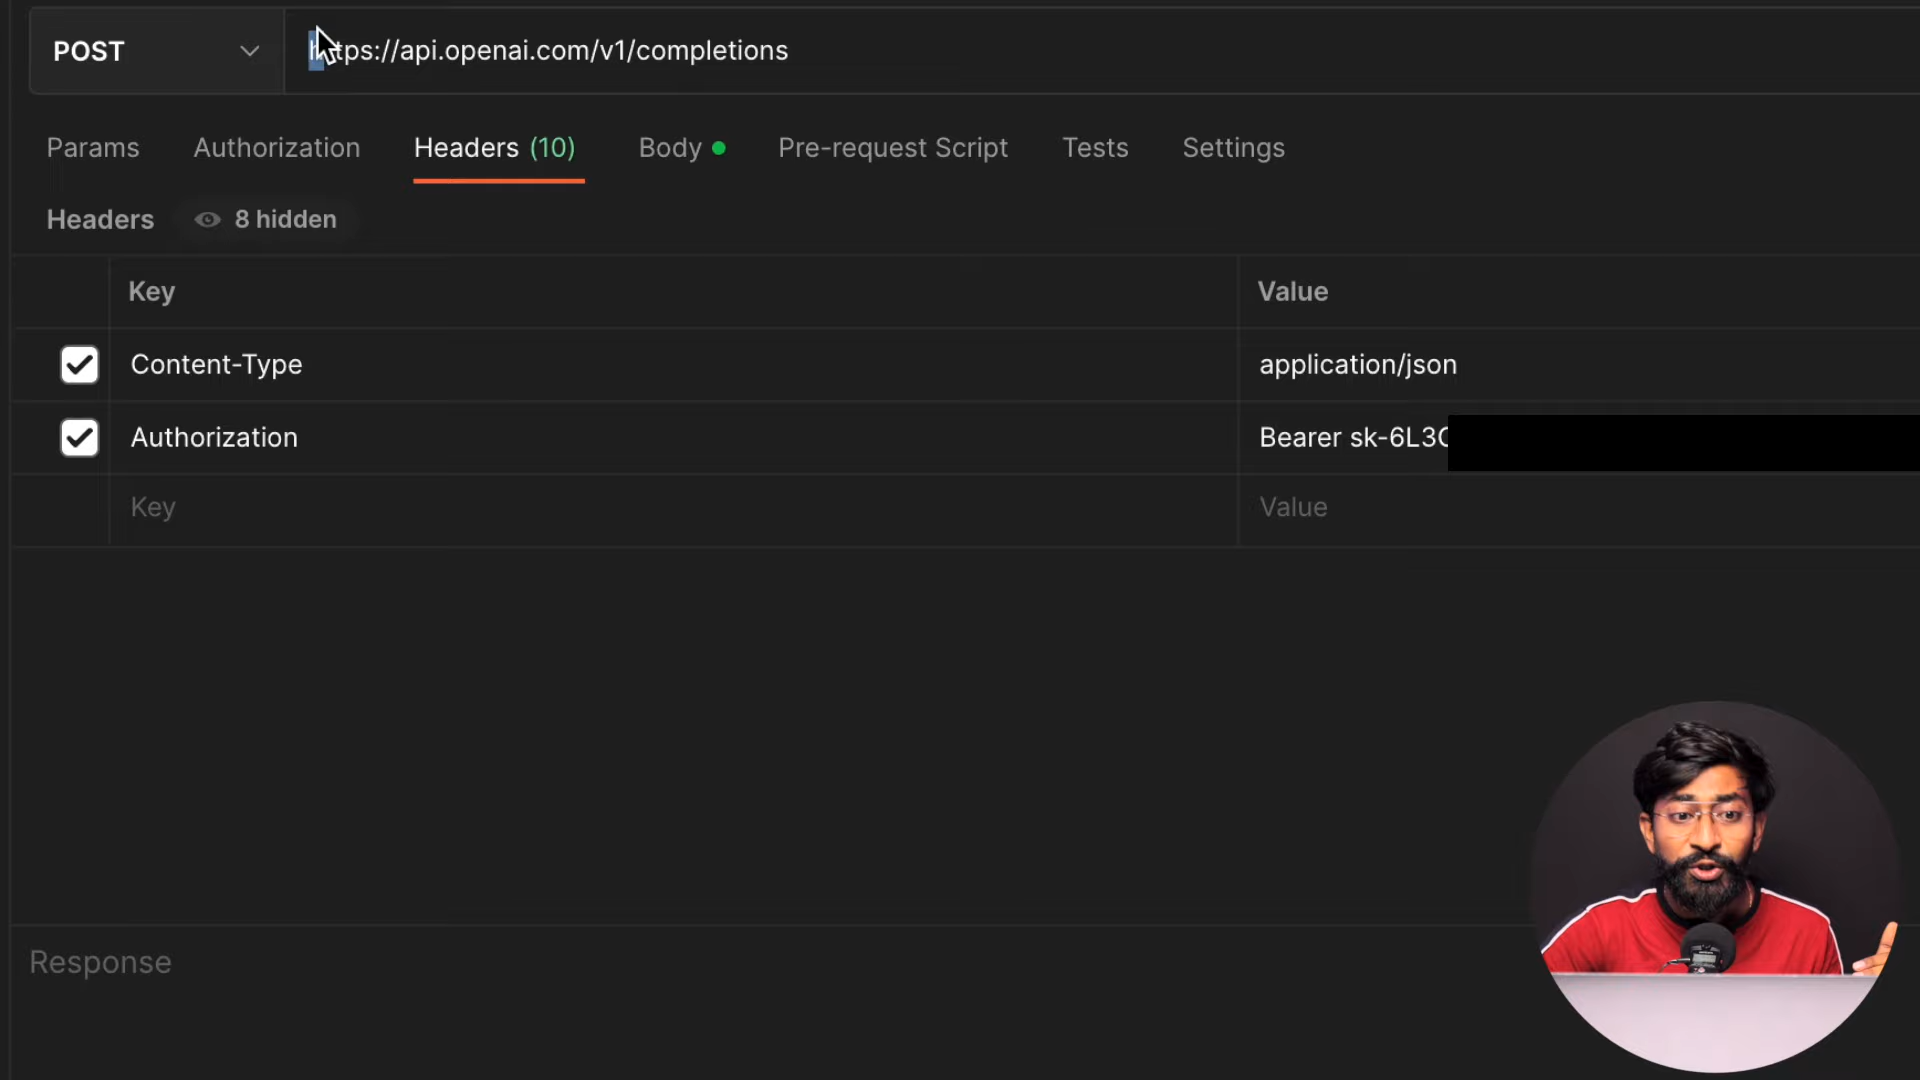 POST
https://api.openai.com/v1/completions
Params Authorization Headers (10) Body Pre-request Script Tests Settings
Headers 8 hidden
Key Value
Content-Type application/json
Authorization Bearer sk-6L3
Key Value
Response